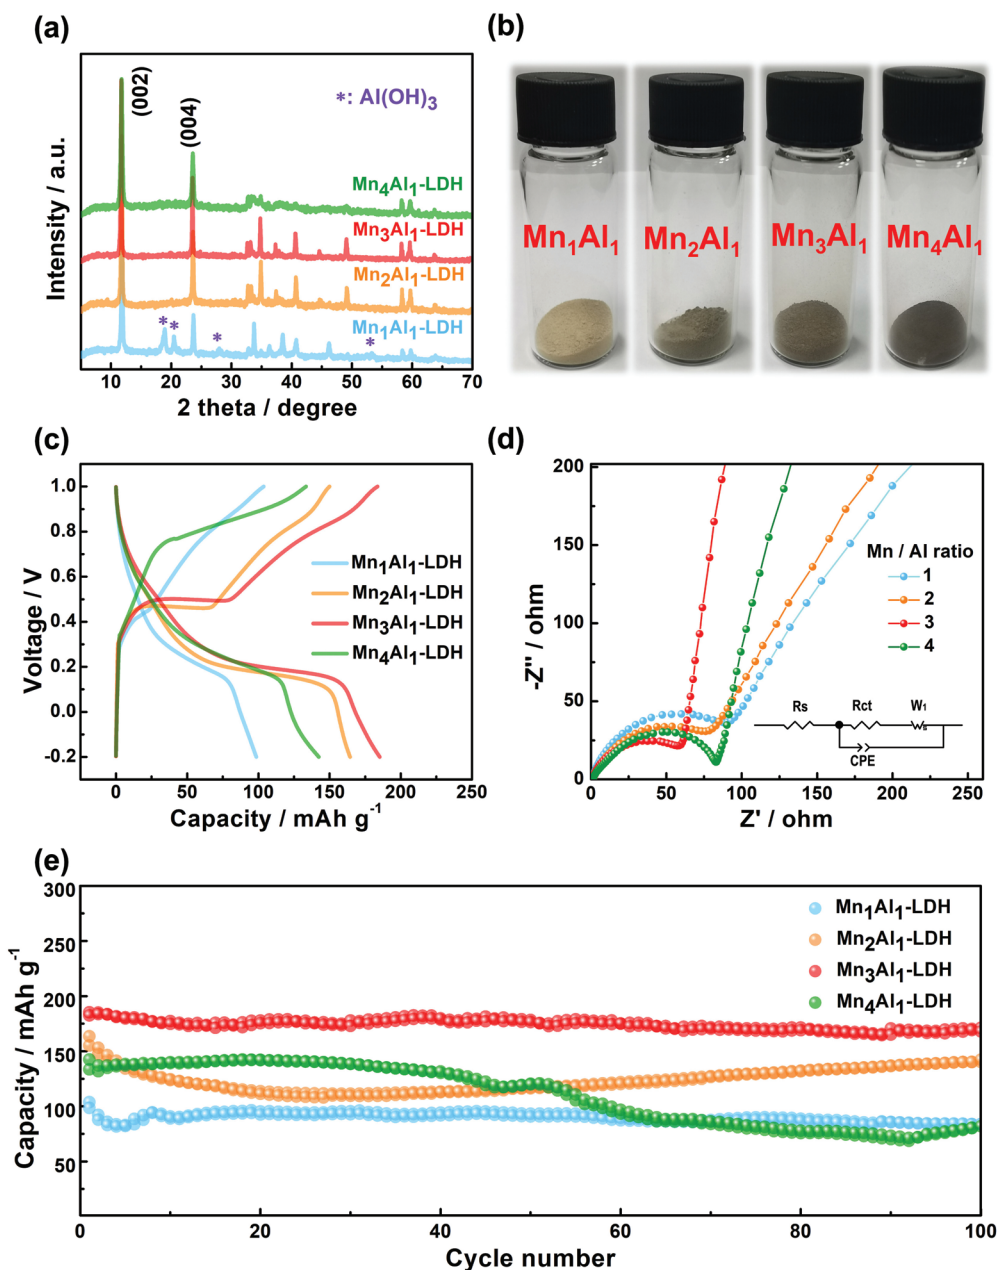 (a)
(002)
(004)
*: Al(OH)3
Mn4Al1-LDH
Mn3Al1-LDH
Mn2Al1-LDH
Mn1Al1-LDH
* * * *
Intensity / a.u.
10 20 30 40 50 60 70
2 theta / degree
(b)
Mn1Al1 Mn2Al1 Mn3Al1 Mn4Al1
(c)
1.0
0.8
0.6
0.4
0.2
0.0
-0.2
Voltage / V
Mn1Al1-LDH
Mn2Al1-LDH
Mn3Al1-LDH
Mn4Al1-LDH
0 50 100 150 200 250
Capacity / mAh g-1
(d)
200
150
100
50
0
-Z'' / ohm
Mn / Al ratio
1
2
3
4
Rs Rct W1
s
CPE
0 50 100 150 200 250
Z' / ohm
(e)
300
250
200
150
100
50
Capacity / mAh g-1
Mn1Al1-LDH
Mn2Al1-LDH
Mn3Al1-LDH
Mn4Al1-LDH
0 20 40 60 80 100
Cycle number